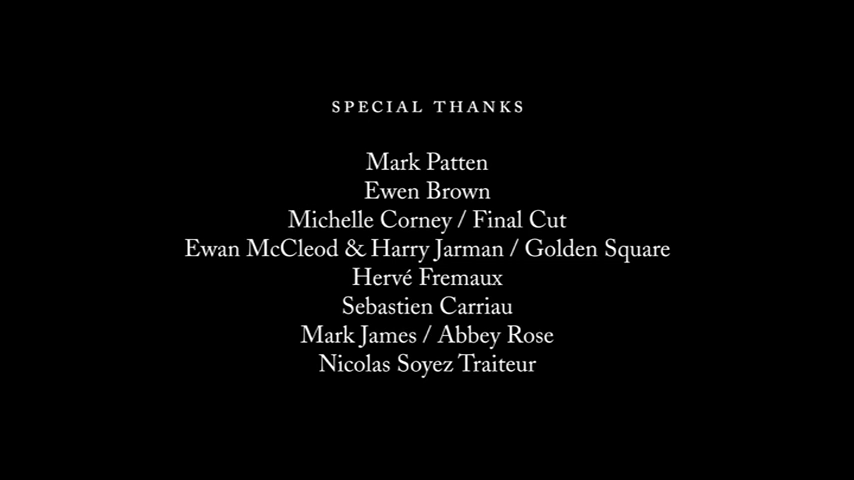 SPECIAL THANKS
Mark Patten
Ewen Brown
Michelle Corney / Final Cut
Ewan McCleod & Harry Jarman / Golden Square
Hervé Fremaux
Sebastien Carriau
Mark James / Abbey Rose
Nicolas Soyez Traiteur